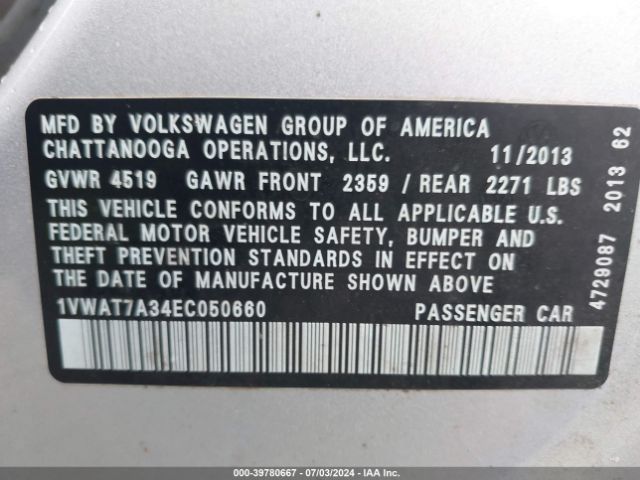 MFD BY VOLKSWAGEN GROUP OF AMERICA
CHATTANOOGA OPERATIONS, LLC. 11/2013
GVWR 4519 GAWR FRONT 2359 / REAR 2271 LBS
THIS VEHICLE CONFORMS TO ALL APPLICABLE U.S.
FEDERAL MOTOR VEHICLE SAFETY, BUMPER AND
THEFT PREVENTION STANDARDS IN EFFECT ON
THE DATE OF MANUFACTURE SHOWN ABOVE
1VWAT7A34EC050660 PASSENGER CAR
4729087 2013 62
000-39780667 - 07/03/2024 - IAAI.COM